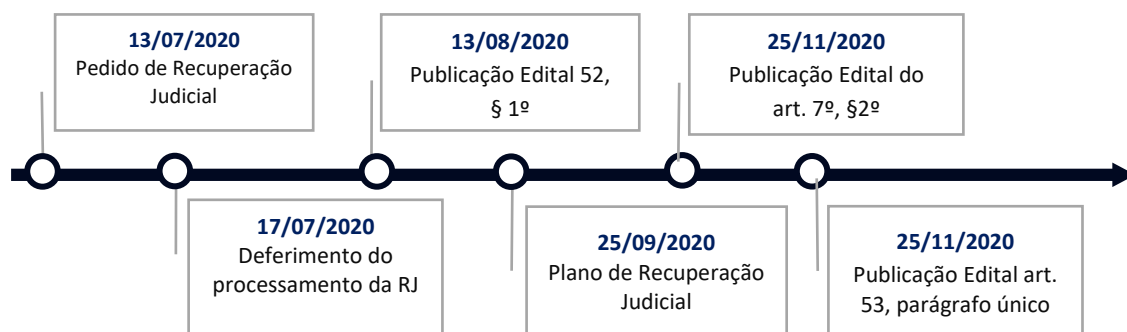 13/07/2020
Pedido de Recuperação
Judicial
13/08/2020
Publicação Edital 52,
§ 1º
25/11/2020
Publicação Edital do
art. 7º, §2º
17/07/2020
Deferimento do
processamento da RJ
25/09/2020
Plano de Recuperação
Judicial
25/11/2020
Publicação Edital art.
53, parágrafo único